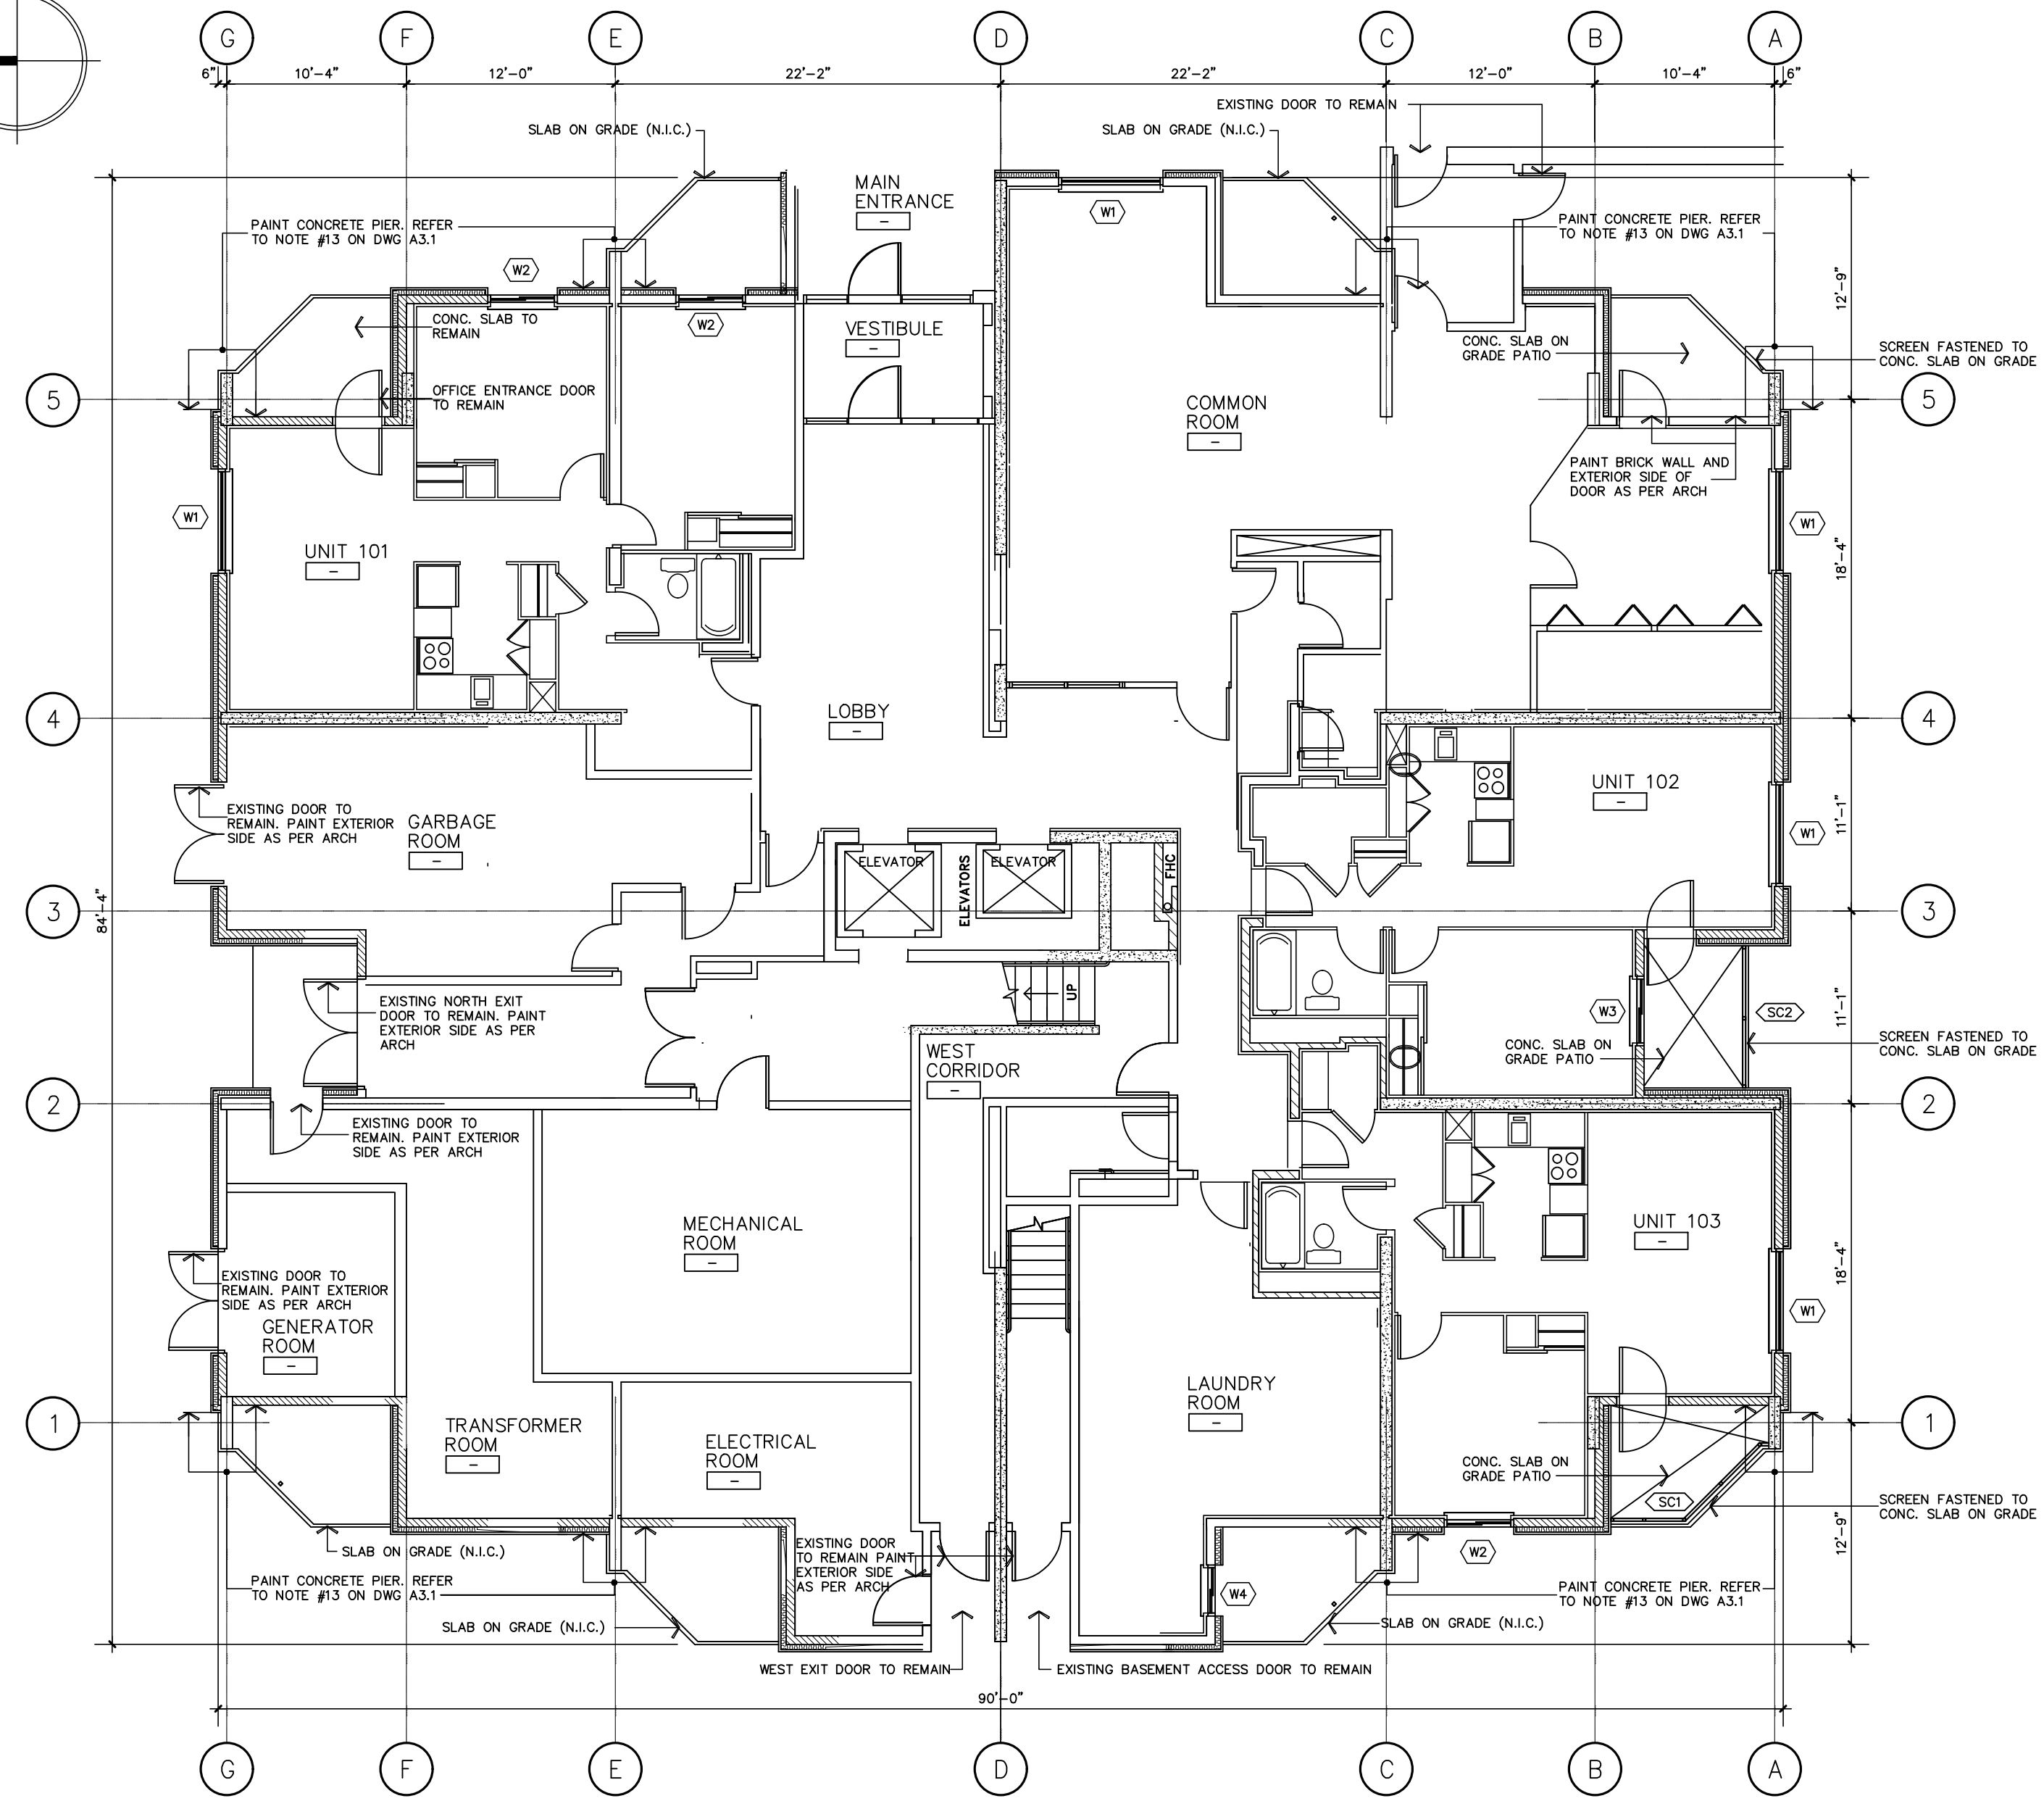 G
F
E
D
C
B
A
6"
10'-4"
12'-0"
22'-2"
22'-2"
12'-0"
10'-4"
6"
EXISTING DOOR TO REMAIN
SLAB ON GRADE (N.I.C.)
SLAB ON GRADE (N.I.C.)
MAIN
ENTRANCE
-
W1
PAINT CONCRETE PIER. REFER
TO NOTE #13 ON DWG A3.1
PAINT CONCRETE PIER. REFER
TO NOTE #13 ON DWG A3.1
W2
12'-9"
CONC. SLAB TO
REMAIN
W2
VESTIBULE
-
CONC. SLAB ON
GRADE PATIO
SCREEN FASTENED TO
CONC. SLAB ON GRADE
5
OFFICE ENTRANCE DOOR
TO REMAIN
COMMON
ROOM
-
5
PAINT BRICK WALL AND
EXTERIOR SIDE OF
DOOR AS PER ARCH
W1
W1
UNIT 101
-
18'-4"
4
LOBBY
-
4
UNIT 102
-
EXISTING DOOR TO
REMAIN. PAINT EXTERIOR
SIDE AS PER ARCH
GARBAGE
ROOM
-
W1
11'-1"
ELEVATOR
ELEVATORS
ELEVATOR
FHC
84'-4"
3
3
EXISTING NORTH EXIT
DOOR TO REMAIN. PAINT
EXTERIOR SIDE AS PER
ARCH
UP
W3
SC2
11'-1"
CONC. SLAB ON
GRADE PATIO
SCREEN FASTENED TO
CONC. SLAB ON GRADE
WEST
CORRIDOR
-
2
2
EXISTING DOOR TO
REMAIN. PAINT EXTERIOR
SIDE AS PER ARCH
MECHANICAL
ROOM
-
UNIT 103
-
18'-4"
EXISTING DOOR TO
REMAIN. PAINT EXTERIOR
SIDE AS PER ARCH
W1
GENERATOR
ROOM
-
LAUNDRY
ROOM
-
1
1
TRANSFORMER
ROOM
-
ELECTRICAL
ROOM
-
CONC. SLAB ON
GRADE PATIO
SC1
SCREEN FASTENED TO
CONC. SLAB ON GRADE
SLAB ON GRADE (N.I.C.)
EXISTING DOOR
TO REMAIN PAINT
EXTERIOR SIDE
AS PER ARCH
W2
12'-9"
PAINT CONCRETE PIER. REFER
TO NOTE #13 ON DWG A3.1
W4
PAINT CONCRETE PIER. REFER
TO NOTE #13 ON DWG A3.1
SLAB ON GRADE (N.I.C.)
SLAB ON GRADE (N.I.C.)
WEST EXIT DOOR TO REMAIN
EXISTING BASEMENT ACCESS DOOR TO REMAIN
90'-0"
G
F
E
D
C
B
A